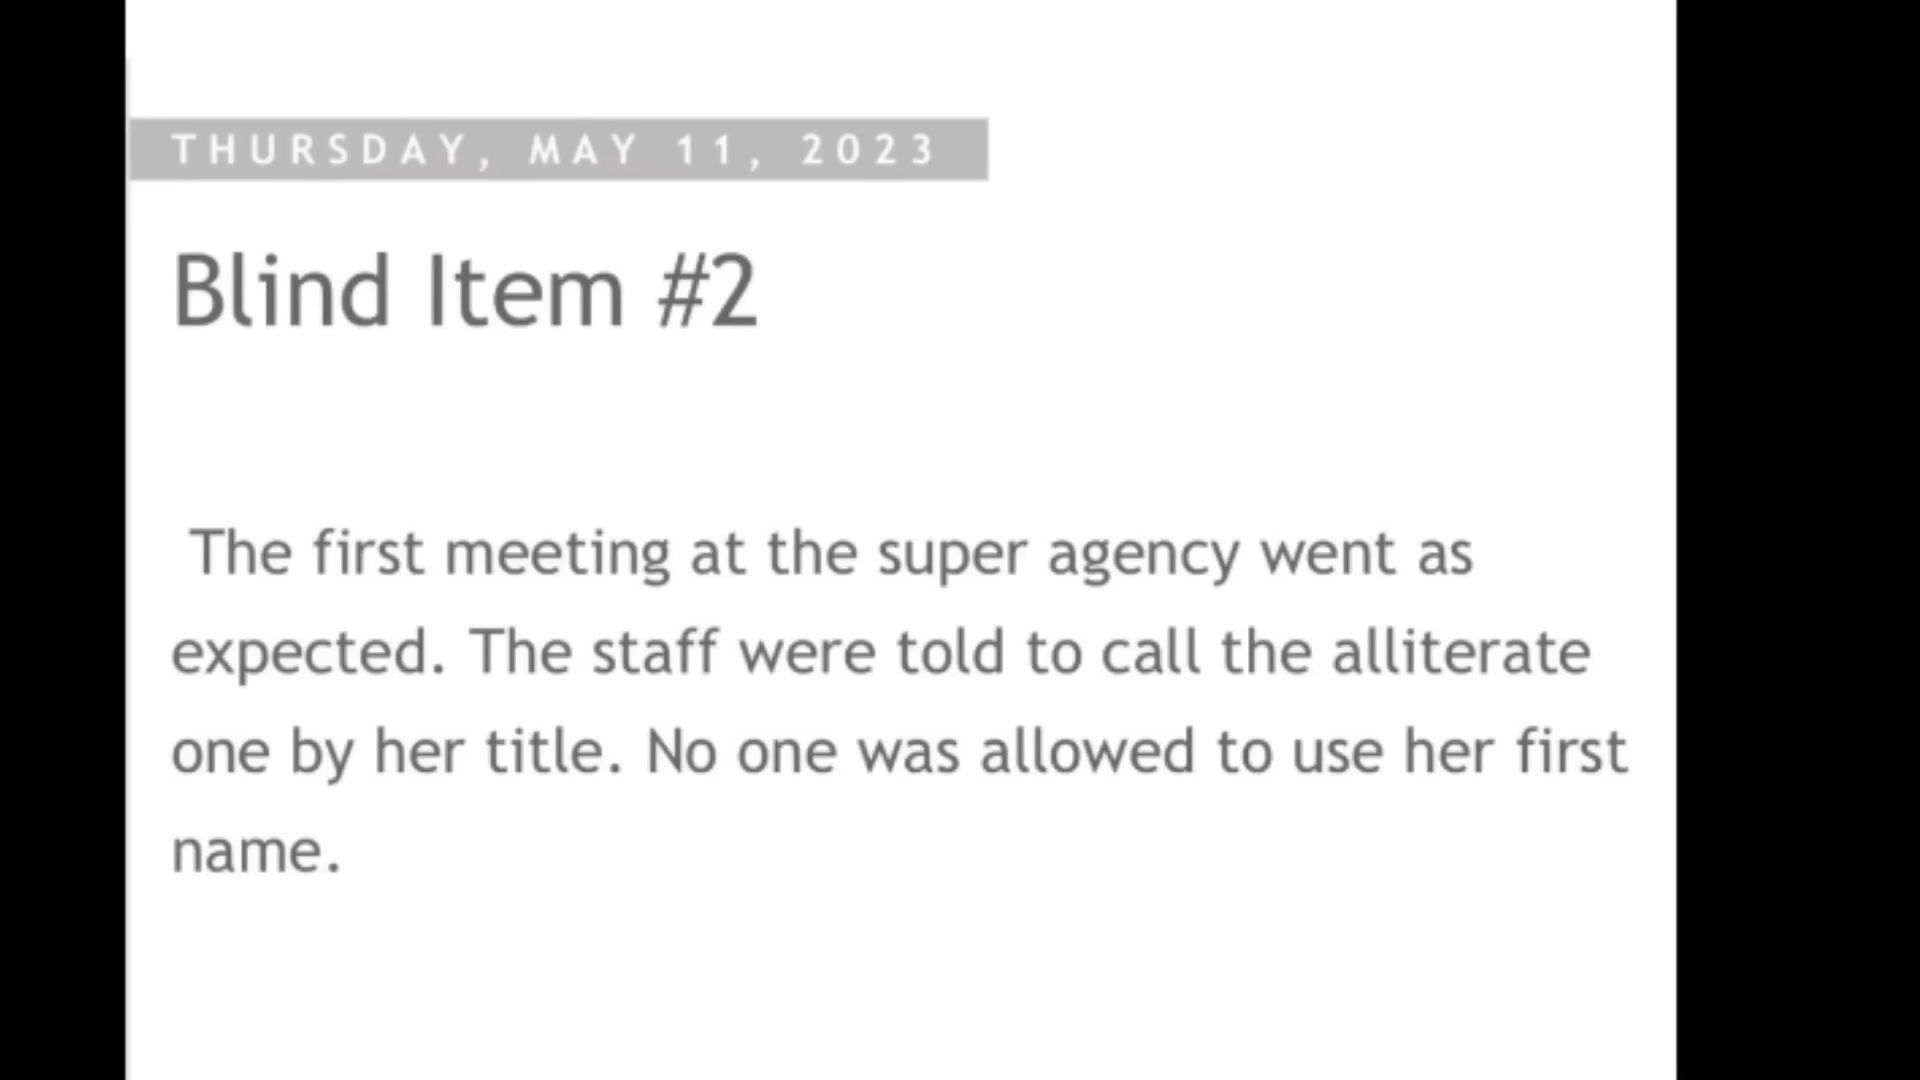 THURSDAY, MAY 11, 2023
Blind Item #2
The first meeting at the super agency went as
expected. The staff were told to call the alliterate
one by her title. No one was allowed to use her first
name.